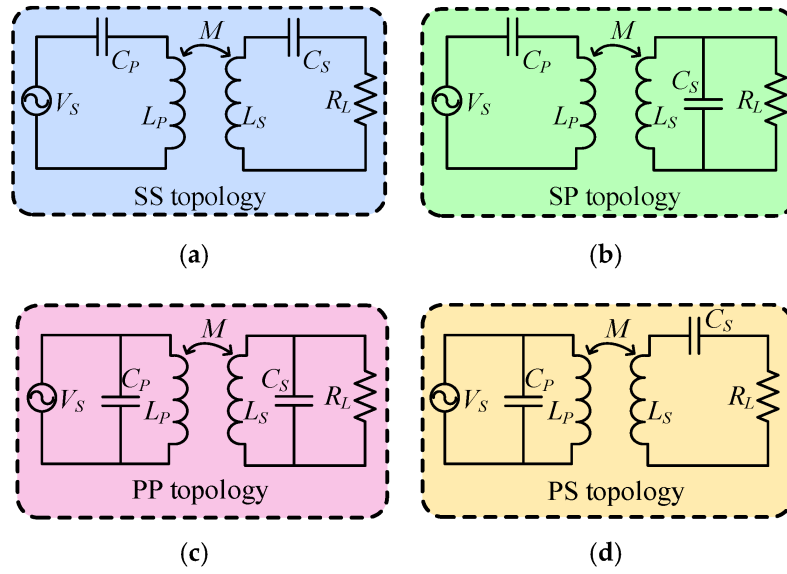 M
C_P
C_S
V_S
L_P
L_S
R_L
SS topology
(a)
M
C_P
C_S
V_S
L_P
L_S
R_L
SP topology
(b)
M
C_P
C_S
V_S
L_P
L_S
R_L
PP topology
(c)
C_S
M
C_P
V_S
L_P
L_S
R_L
PS topology
(d)